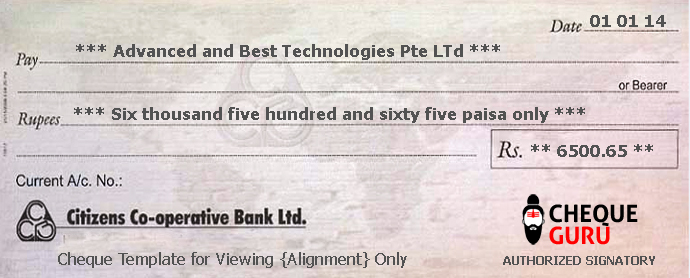 Date 01 01 14
Pay *** Advanced and Best Technologies Pte LTd ***
or Bearer
Rupees *** Six thousand five hundred and sixty five paisa only ***
Rs. ** 6500.65 **
Current A/c. No.:
Citizens Co-operative Bank Ltd.
CHEQUE
GURU
Cheque Template for Viewing {Alignment} Only
AUTHORIZED SIGNATORY